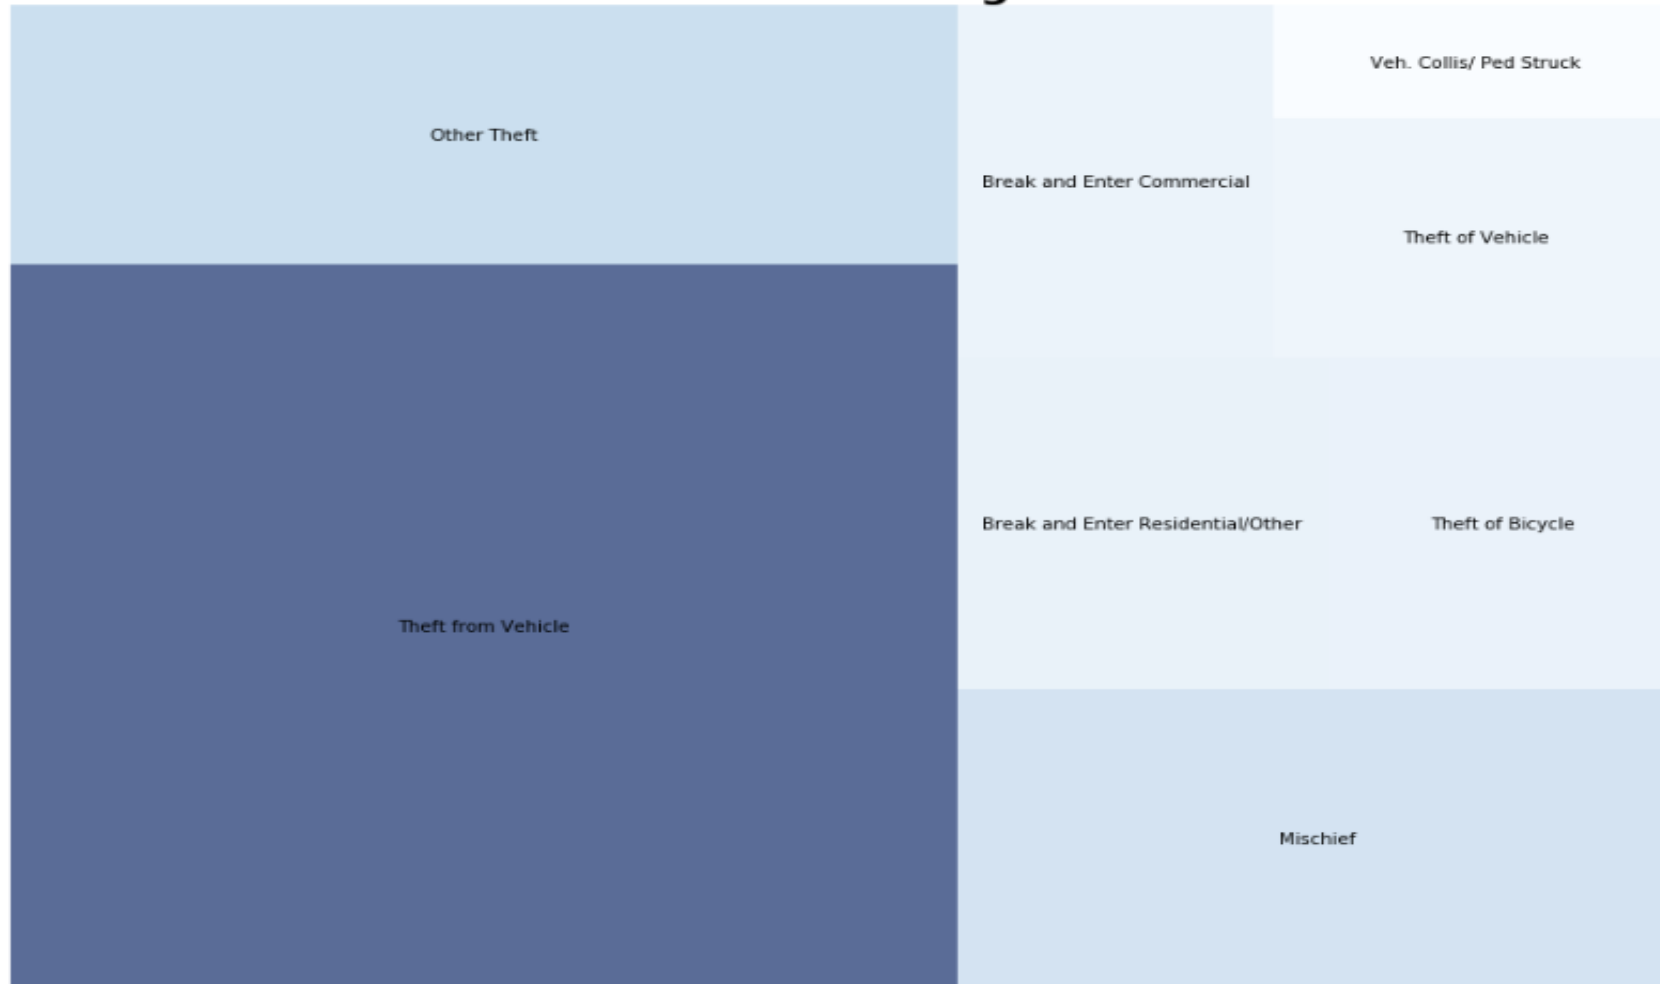 Veh. Collis/ Ped Struck
Other Theft
Break and Enter Commercial
Theft of Vehicle
Break and Enter Residential/Other
Theft of Bicycle
Theft from Vehicle
Mischief